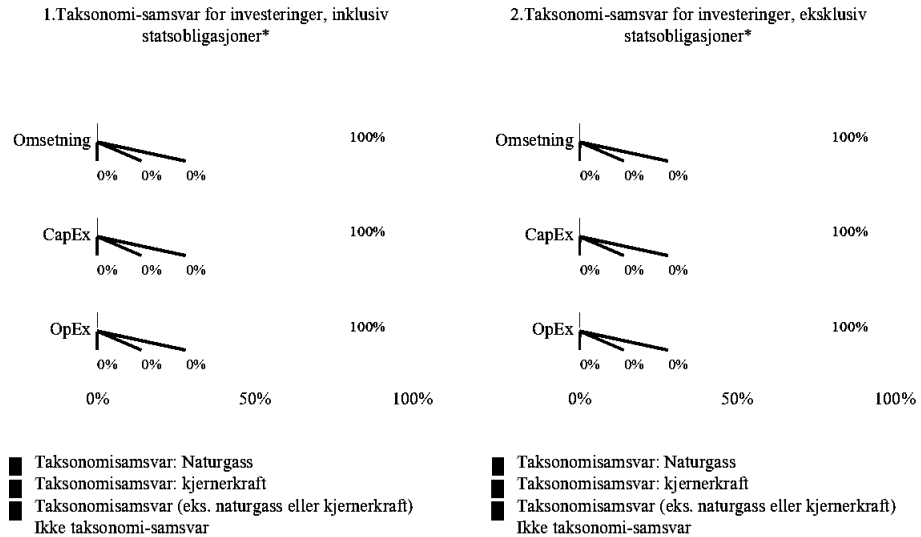 1.Taksonomi-samsvar for investeringer, inklusiv
statsobligasjoner*
Omsetning
100%
0% 0% 0%
CapEx
100%
0% 0% 0%
OpEx
100%
0% 0% 0%
0% 50% 100%
Taksonomisamsvar: Naturgass
Taksonomisamsvar: kjernerkraft
Taksonomisamsvar (eks. naturgass eller kjernerkraft)
Ikke taksonomi-samsvar
2.Taksonomi-samsvar for investeringer, eksklusiv
statsobligasjoner*
Omsetning
100%
0% 0% 0%
CapEx
100%
0% 0% 0%
OpEx
100%
0% 0% 0%
0% 50% 100%
Taksonomisamsvar: Naturgass
Taksonomisamsvar: kjernerkraft
Taksonomisamsvar (eks. naturgass eller kjernerkraft)
Ikke taksonomi-samsvar